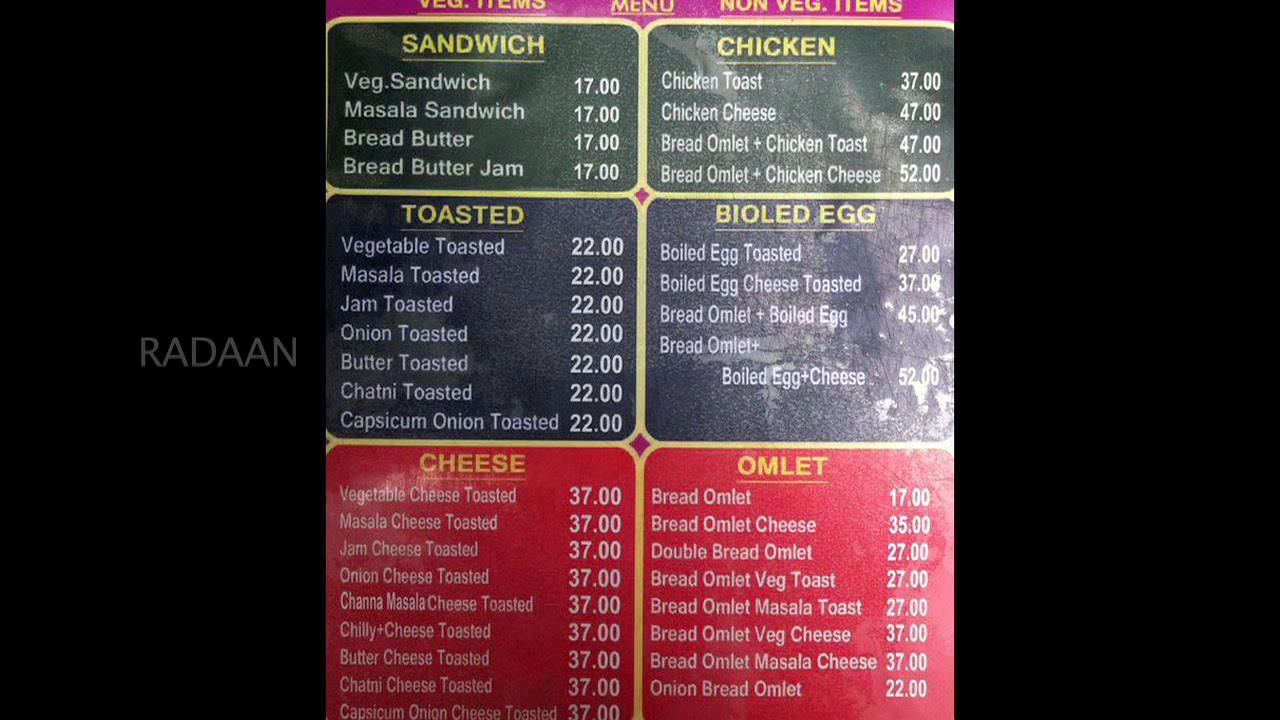 VEG. ITEMS MENU NON VEG. ITEMS
SANDWICH
Veg.Sandwich 17.00
Masala Sandwich 17.00
Bread Butter 17.00
Bread Butter Jam 17.00
TOASTED
Vegetable Toasted 22.00
Masala Toasted 22.00
Jam Toasted 22.00
Onion Toasted 22.00
Butter Toasted 22.00
Chatni Toasted 22.00
Capsicum Onion Toasted 22.00
CHEESE
Vegetable Cheese Toasted 37.00
Masala Cheese Toasted 37.00
Jam Cheese Toasted 37.00
Onion Cheese Toasted 37.00
Channa Masala Cheese Toasted 37.00
Chilly+Cheese Toasted 37.00
Butter Cheese Toasted 37.00
Chatni Cheese Toasted 37.00
Capsicum Onion Cheese Toasted 37.00
CHICKEN
Chicken Toast 37.00
Chicken Cheese 47.00
Bread Omlet + Chicken Toast 47.00
Bread Omlet + Chicken Cheese 52.00
BIOLED EGG
Boiled Egg Toasted 27.00
Boiled Egg Cheese Toasted 37.00
Bread Omlet + Boiled Egg 45.00
Bread Omlet+
Boiled Egg+Cheese 52.00
OMLET
Bread Omlet 17.00
Bread Omlet Cheese 35.00
Double Bread Omlet 27.00
Bread Omlet Veg Toast 27.00
Bread Omlet Masala Toast 27.00
Bread Omlet Veg Cheese 37.00
Bread Omlet Masala Cheese 37.00
Onion Bread Omlet 22.00
RADAAN